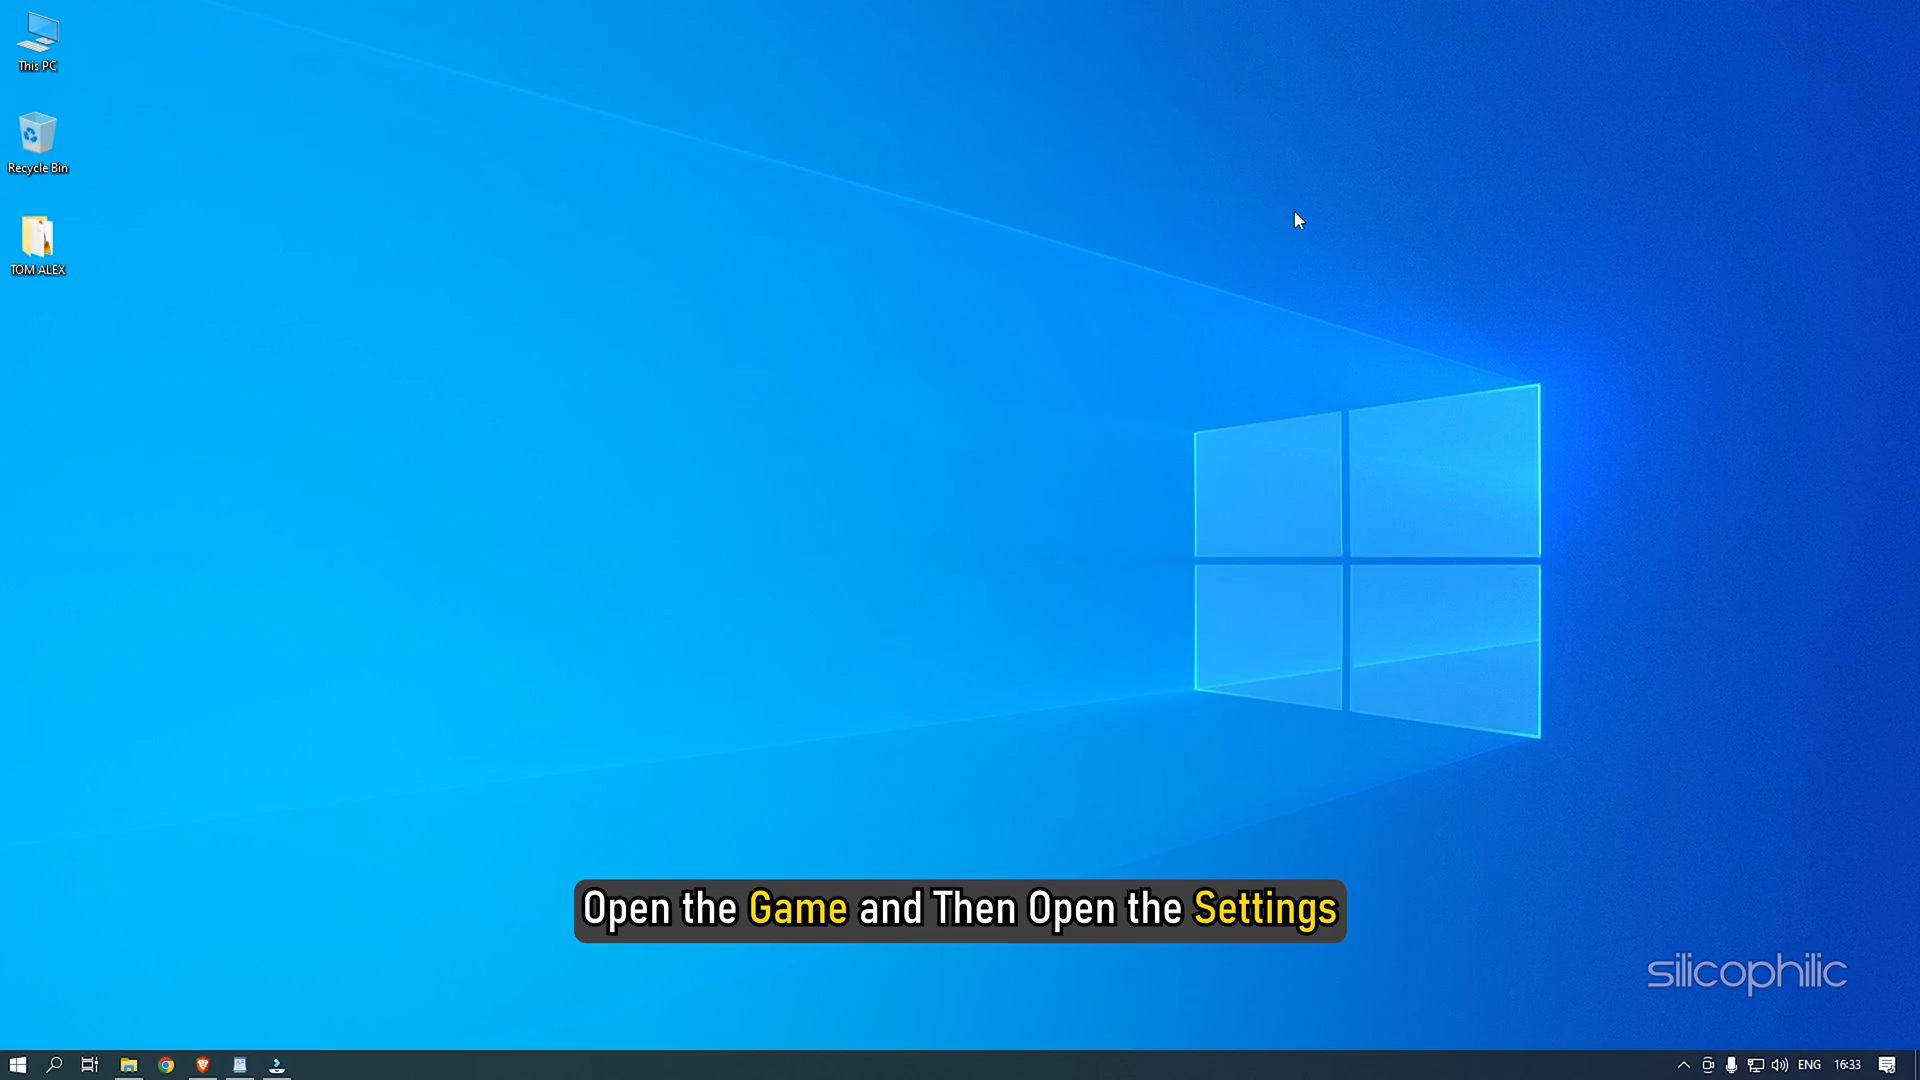 This PC
Recycle Bin
TOM ALEX
Open the Game and Then Open the Settings
silicophilic
ENG
16:33